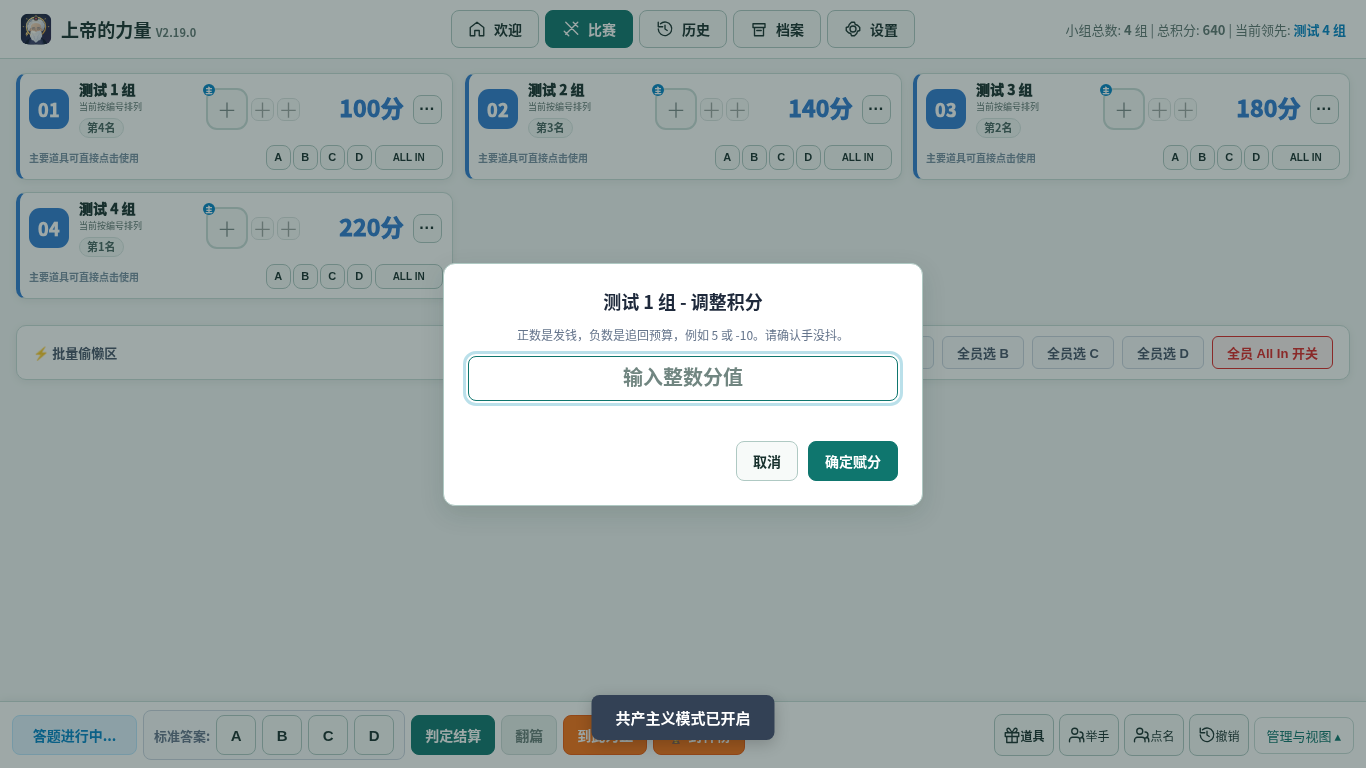 上帝的力量 V2.19.0
欢迎
比赛
历史
档案
设置
小组总数: 4 组 | 总积分: 640 | 当前领先: 测试 4 组
01
测试 1 组
当前按编号排列
第4名
主
100分
主要道具可直接点击使用
A B C D ALL IN
02
测试 2 组
当前按编号排列
第3名
主
140分
主要道具可直接点击使用
A B C D ALL IN
03
测试 3 组
当前按编号排列
第2名
主
180分
主要道具可直接点击使用
A B C D ALL IN
04
测试 4 组
当前按编号排列
第1名
主
220分
主要道具可直接点击使用
A B C D ALL IN
测试 1 组 - 调整积分
正数是发钱，负数是追回预算，例如 5 或 -10。请确认手没抖。
输入整数分值
取消
确定赋分
⚡ 批量偷懒区
全员选 B
全员选 C
全员选 D
全员 All In 开关
共产主义模式已开启
答题进行中...
标准答案: A B C D
判定结算
翻篇
道具
举手
点名
撤销
管理与视图 ▴